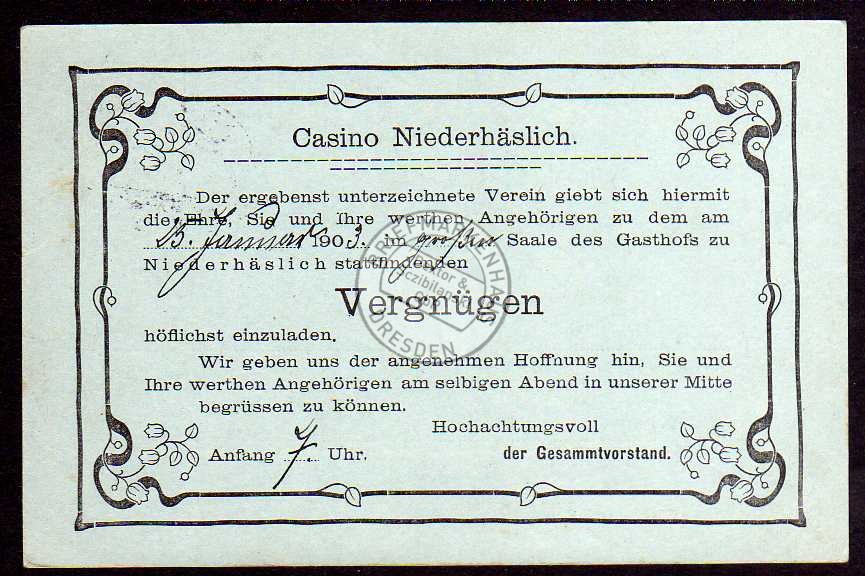 Casino Niederhäslich.
Der ergebenst unterzeichnete Verein giebt sich hiermit
die Ehre, Sie und Ihre werthen Angehörigen zu dem am
Januar 1903. im großen Saale des Gasthofs zu
Niederhäslich stattfindenden
Vergnügen
höflichst einzuladen.
Wir geben uns der angenehmen Hoffnung hin, Sie und
Ihre werthen Angehörigen am selbigen Abend in unserer Mitte
begrüssen zu können.
Hochachtungsvoll
Anfang 7. Uhr.
der Gesammtvorstand.
BRIEFMARKENHAUS
DRESDEN